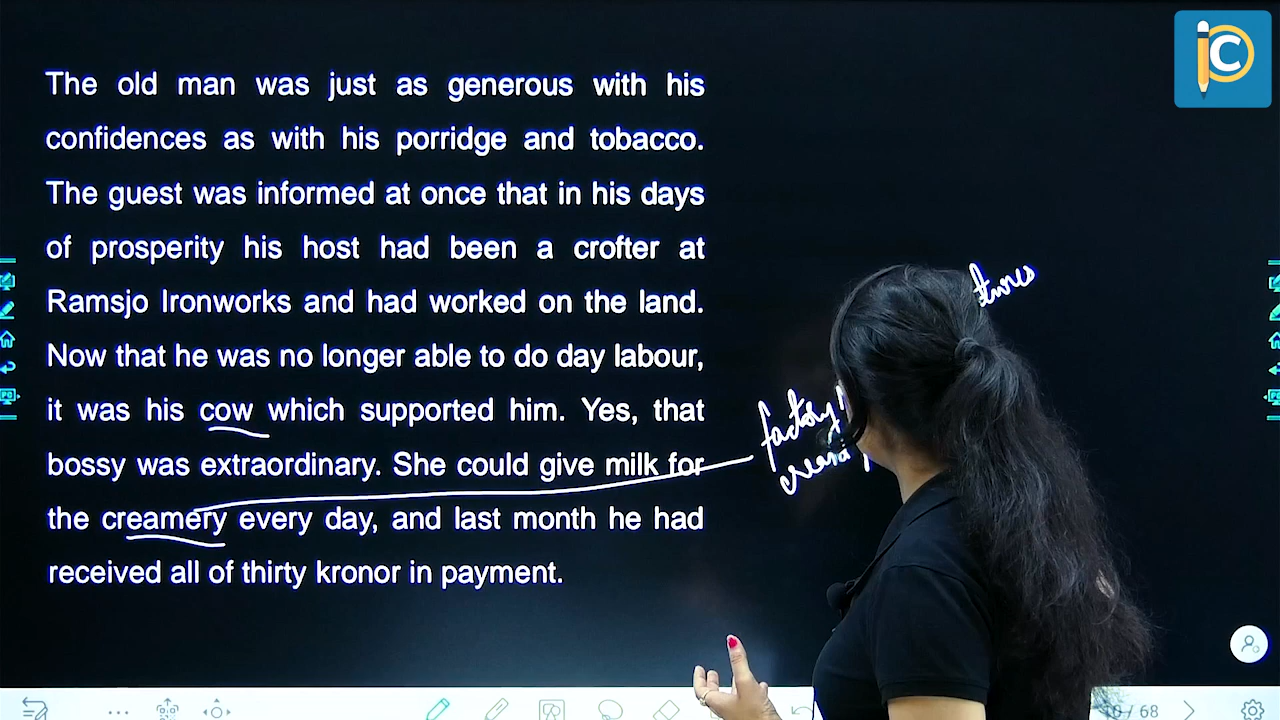 The old man was just as generous with his
confidences as with his porridge and tobacco.
The guest was informed at once that in his days
of prosperity his host had been a crofter at
Ramsjo Ironworks and had worked on the land.
Now that he was no longer able to do day labour,
it was his cow which supported him. Yes, that
bossy was extraordinary. She could give milk for
the creamery every day, and last month he had
received all of thirty kronor in payment.
factory
10 / 68